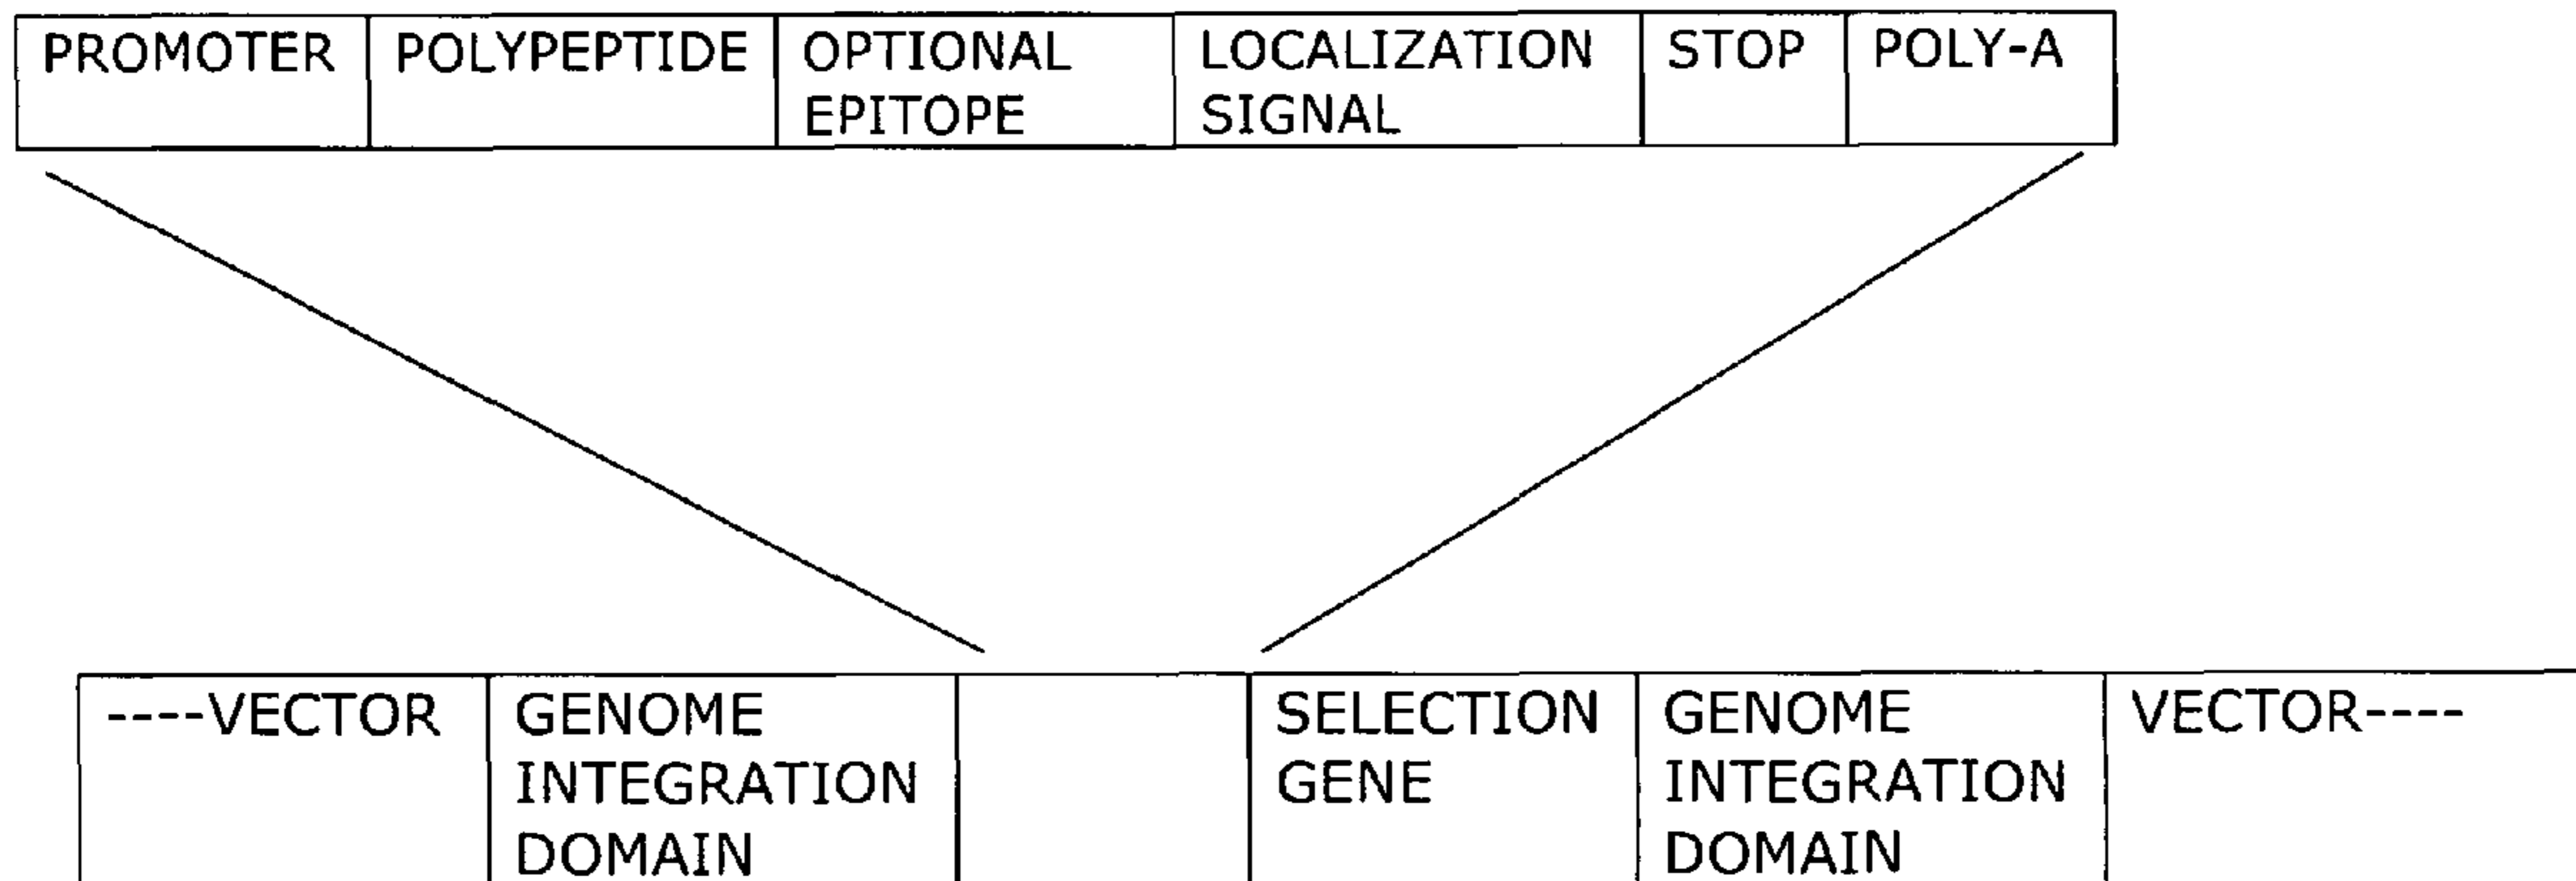 PROMOTER POLYPEPTIDE OPTIONAL EPITOPE LOCALIZATION SIGNAL STOP POLY-A
----VECTOR GENOME INTEGRATION DOMAIN SELECTION GENE GENOME INTEGRATION DOMAIN VECTOR----